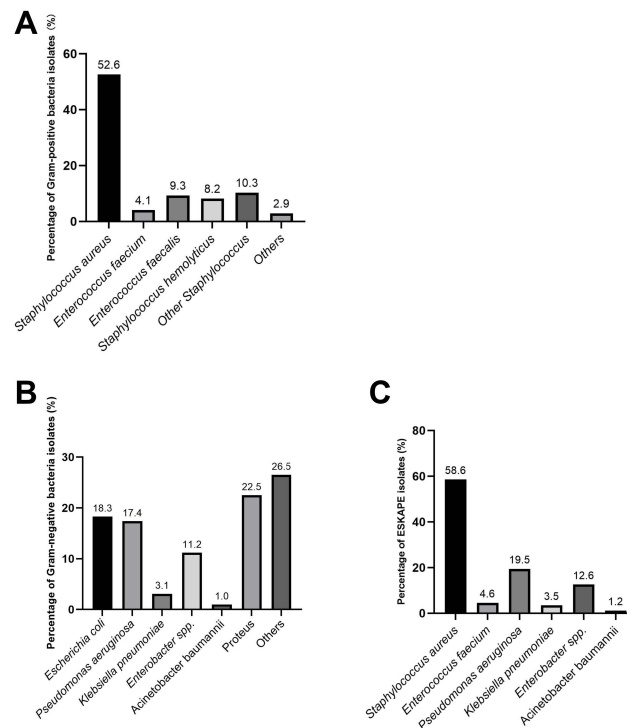 A
Percentage of Gram-positive bacteria isolates (%)
60
40
20
0
52.6
4.1
9.3
8.2
10.3
2.9
Staphylococcus aureus
Enterococcus faecium
Enterococcus faecalis
Staphylococcus hemolyticus
Other Staphylococcus
Others
B
Percentage of Gram-negative bacteria isolates (%)
30
20
10
0
18.3
17.4
3.1
11.2
1.0
22.5
26.5
Escherichia coli
Pseudomonas aeruginosa
Klebsiella pneumoniae
Enterobacter spp.
Acinetobacter baumannii
Proteus
Others
C
Percentage of ESKAPE isolates (%)
80
60
40
20
0
58.6
4.6
19.5
3.5
12.6
1.2
Staphylococcus aureus
Enterococcus faecium
Pseudomonas aeruginosa
Klebsiella pneumoniae
Enterobacter spp.
Acinetobacter baumannii